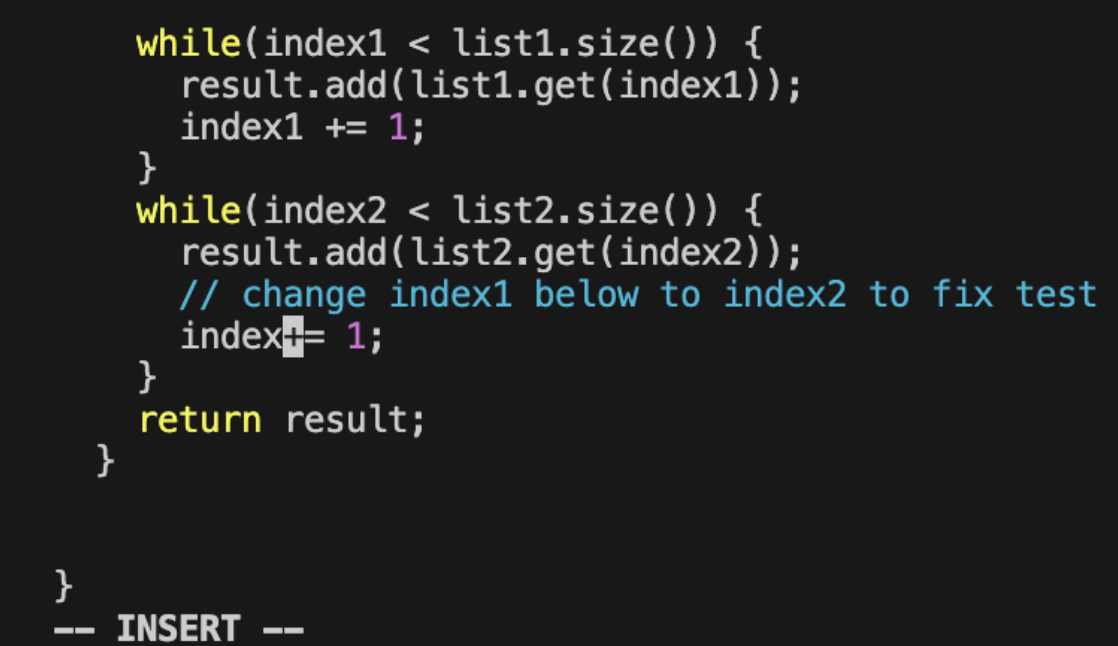 while(index1 < list1.size()) {
result.add(list1.get(index1));
index1 += 1;
}
while(index2 < list2.size()) {
result.add(list2.get(index2));
// change index1 below to index2 to fix test
index+= 1;
}
return result;
}
}
-- INSERT --